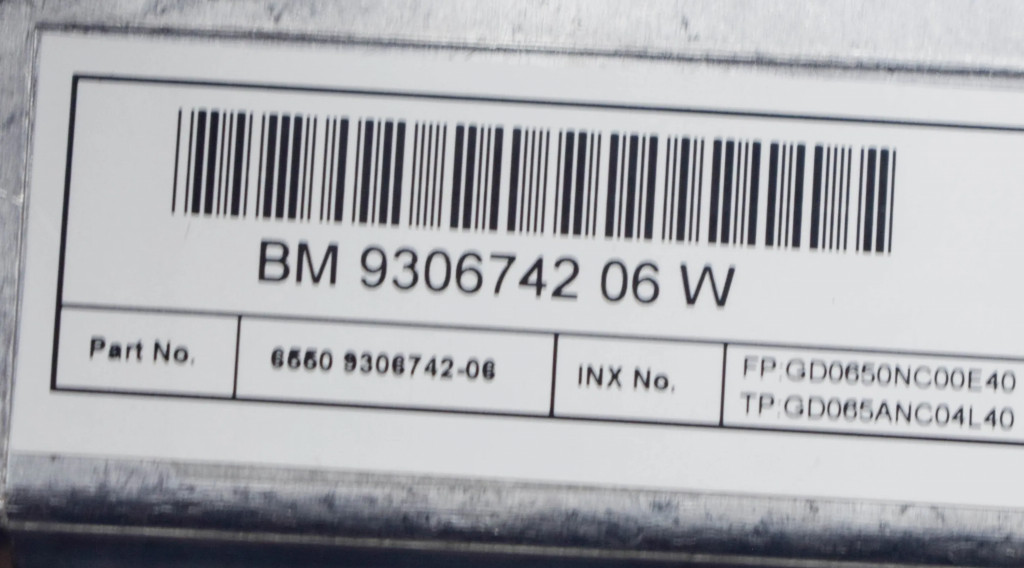 BM 9306742 06 W
Part No. 6550 9306742-06 INX No. FP:GD0650NC00E40
TP:GD065ANC04L40